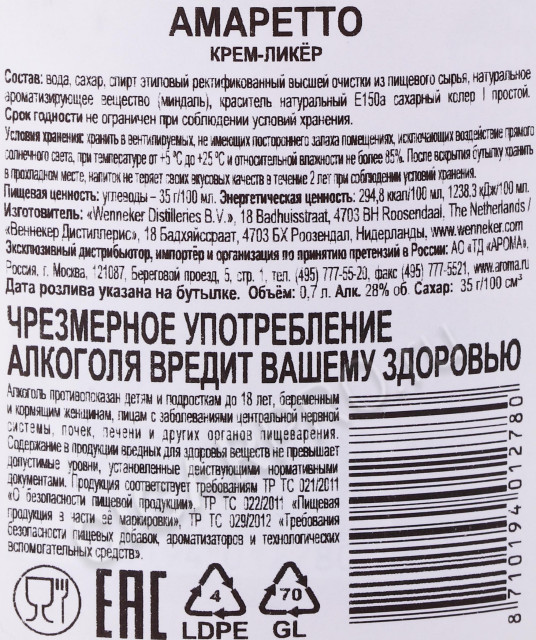 АМАРЕТТО
КРЕМ-ЛИКЁР
Состав: вода, сахар, спирт этиловый ректификованный высшей очистки из пищевого сырья, натуральное
ароматизирующее вещество (миндаль), краситель натуральный Е150а сахарный колер I простой.
Срок годности не ограничен при соблюдении условий хранения.
Условия хранения: хранить в вентилируемых, не имеющих постороннего запаха помещениях, исключающих воздействие прямого
солнечного света, при температуре от +5 °С до +25 °С и относительной влажности не более 85%. После вскрытия бутылку хранить
в прохладном месте, напиток не теряет своих вкусовых качеств в течение 2 лет при соблюдении условий хранения.
Пищевая ценность: углеводы – 35 г/100 мл. Энергетическая ценность: 294,8 ккал/100 мл, 1238,3 кДж/100 мл.
Изготовитель: «Wenneker Distilleries B.V.», 18 Badhuisstraat, 4703 BH Roosendaal, The Netherlands /
«Веннекер Дистиллерис», 18 Бадхяйссраат, 4703 БХ Роозендал, Нидерланды, www.wenneker.com
Эксклюзивный дистрибьютор, импортёр и организация по принятию претензий в России: АО «ТД «АРОМА»,
Россия, г. Москва, 121087, Береговой проезд, 5, стр. 1, тел. (495) 777-55-20, факс (495) 777-5521, www.aroma.ru
Дата розлива указана на бутылке. Объём: 0,7 л. Алк. 28% об. Сахар: 35 г/100 см³
ЧРЕЗМЕРНОЕ УПОТРЕБЛЕНИЕ
АЛКОГОЛЯ ВРЕДИТ ВАШЕМУ ЗДОРОВЬЮ
Алкоголь противопоказан детям и подросткам до 18 лет, беременным
и кормящим женщинам, лицам с заболеваниями центральной нервной
системы, почек, печени и других органов пищеварения.
Содержание в продукции вредных для здоровья веществ не превышает
допустимые уровни, установленные действующими нормативными
документами. Продукция соответствует требованиям ТР ТС 021/2011
«О безопасности пищевой продукции», ТР ТС 022/2011 «Пищевая
продукция в части её маркировки», ТР ТС 029/2012 «Требования
безопасности пищевых добавок, ароматизаторов и технологических
вспомогательных средств».
8710194012780
EAC
4
LDPE
70
GL